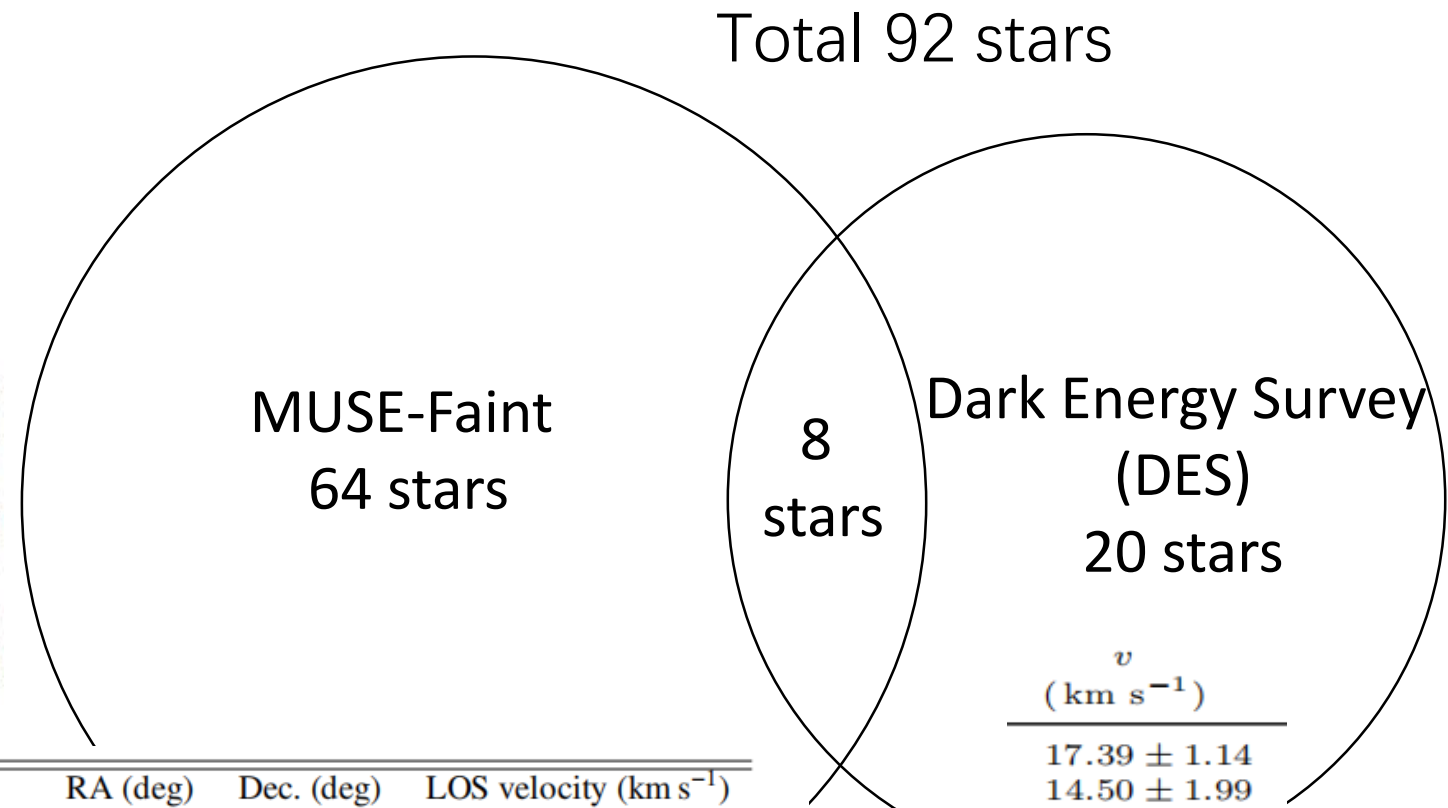 Total 92 stars
MUSE-Faint
64 stars
8
stars
Dark Energy Survey
(DES)
20 stars
v
(km s⁻¹)
17.39 ± 1.14
14.50 ± 1.99
RA (deg) Dec. (deg) LOS velocity (km s⁻¹)